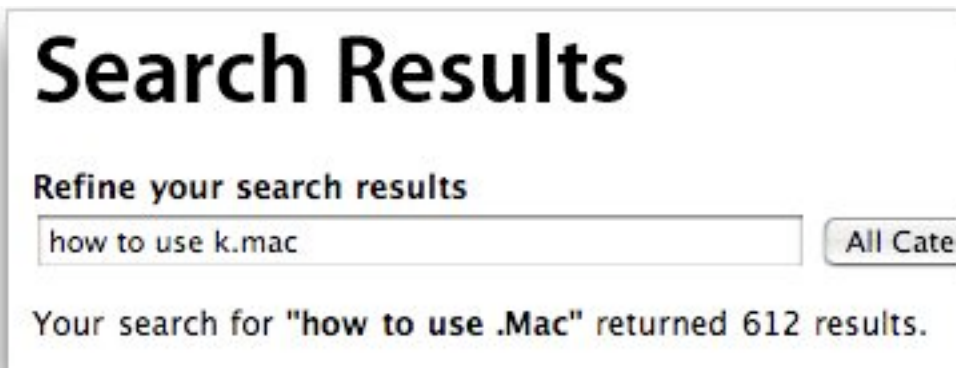 Search Results
Refine your search results
how to use k.mac
All Cate
Your search for "how to use .Mac" returned 612 results.